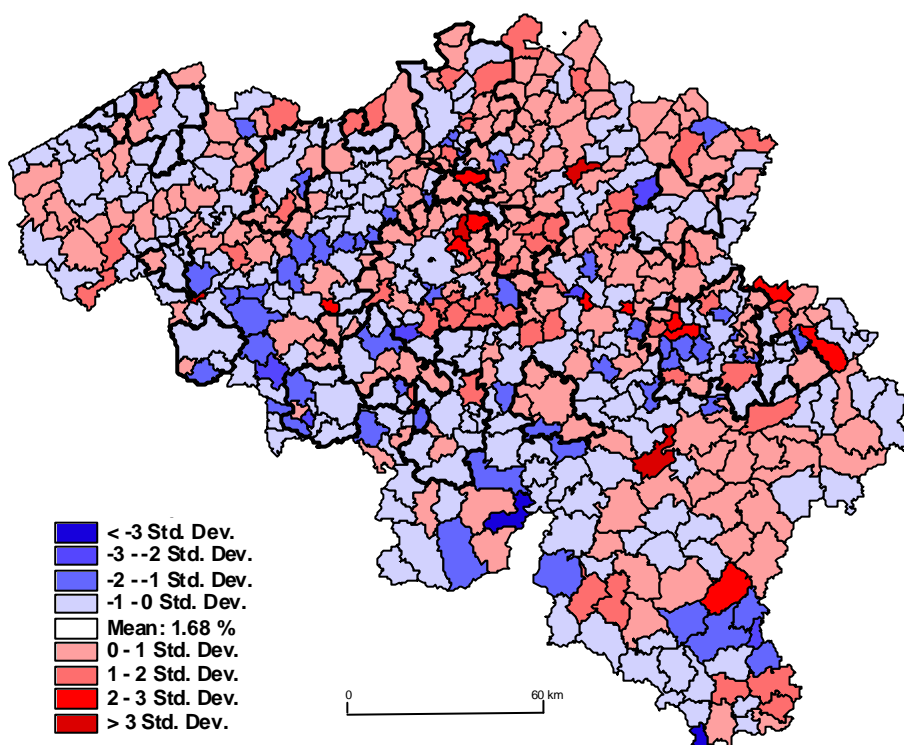 < -3 Std. Dev.
-3 - -2 Std. Dev.
-2 - -1 Std. Dev.
-1 - 0 Std. Dev.
Mean: 1.68 %
0 - 1 Std. Dev.
1 - 2 Std. Dev.
2 - 3 Std. Dev.
> 3 Std. Dev.
0 60 km